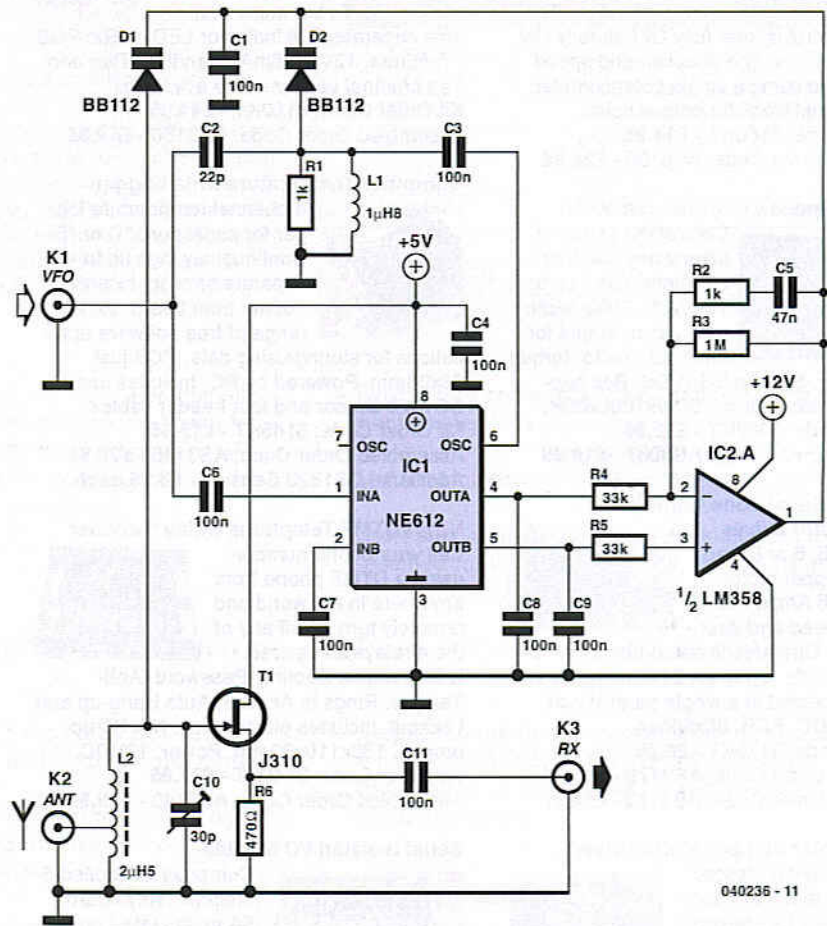 D1
C1
D2
100n
BB112
BB112
C2
22p
R1
1k
L1
1µH8
C3
100n
K1
VFO
+5V
C4
100n
R2
1k
C5
47n
R3
1M
+12V
7
OSC
8
OSC
6
IC1
1
INA
OUTA
4
NE612
2
INB
OUTB
5
3
C6
100n
R4
33k
R5
33k
IC2.A
2
8
1
3
4
1/2 LM358
C7
100n
C8
100n
C9
100n
T1
J310
C11
100n
K3
RX
K2
ANT
L2
2µH5
C10
30p
R6
470Ω
040236 - 11